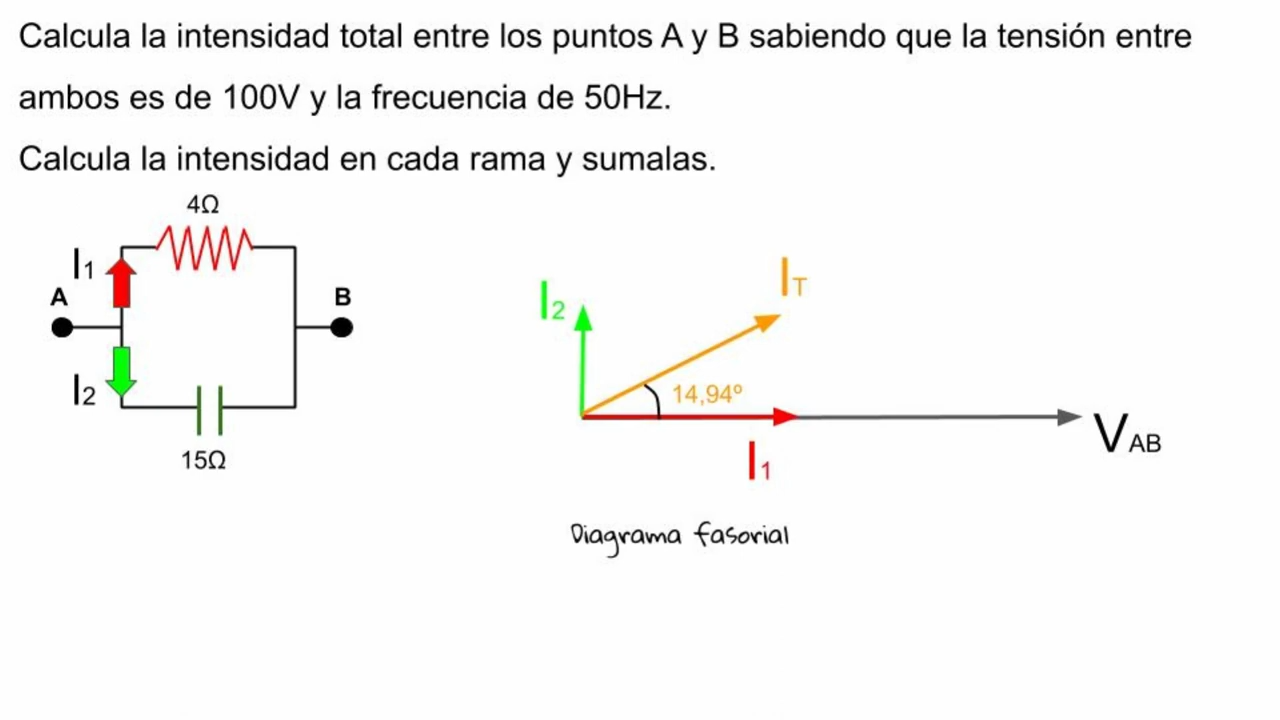 Calcula la intensidad total entre los puntos A y B sabiendo que la tensión entre
ambos es de 100V y la frecuencia de 50Hz.
Calcula la intensidad en cada rama y sumalas.
4Ω
I1
A
B
I2
15Ω
I2
IT
14,94º
I1
VAB
Diagrama fasorial